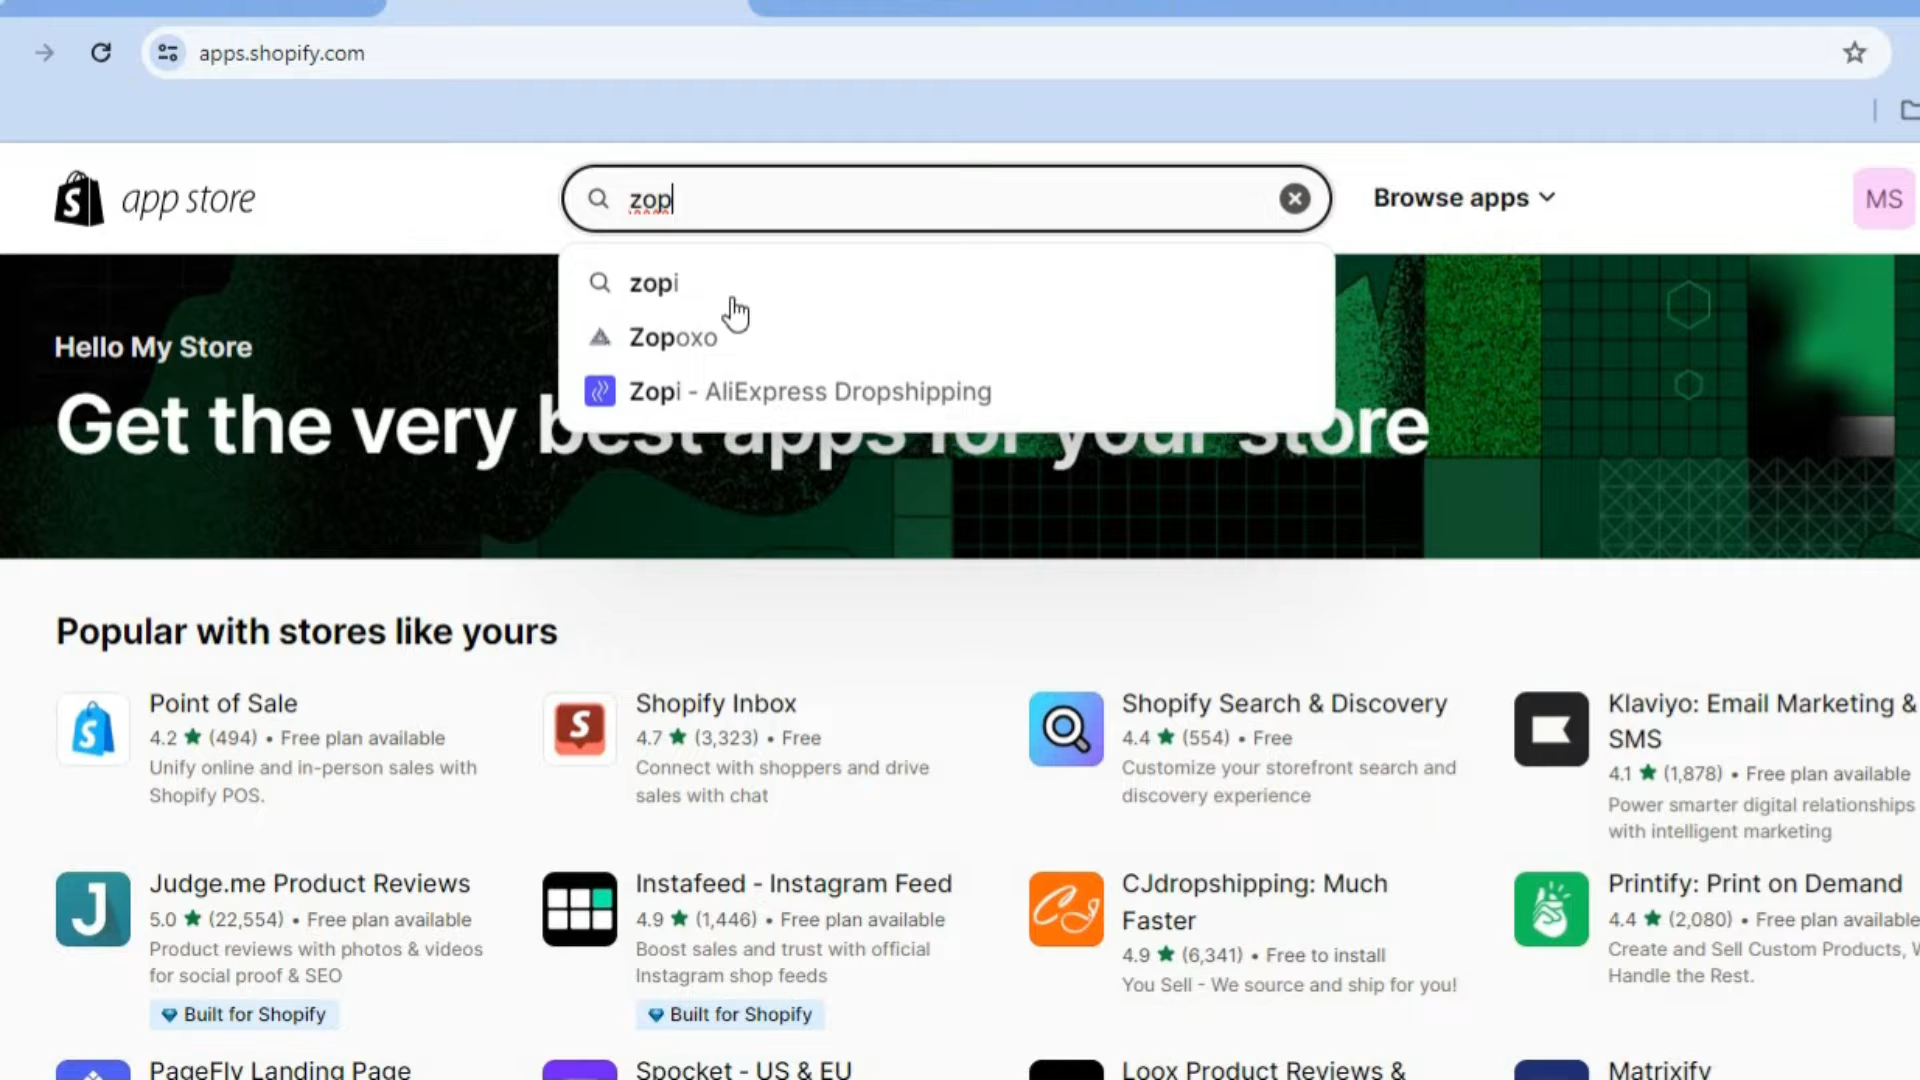 apps.shopify.com
app store
zop
Browse apps
MS
zopi
Zopoxo
Zopi - AliExpress Dropshipping
Hello My Store
Get the very best apps for your store
Popular with stores like yours
Point of Sale
4.2 ★ (494) • Free plan available
Unify online and in-person sales with
Shopify POS.
Shopify Inbox
4.7 ★ (3,323) • Free
Connect with shoppers and drive
sales with chat
Shopify Search & Discovery
4.4 ★ (554) • Free
Customize your storefront search and
discovery experience
Klaviyo: Email Marketing &
SMS
4.1 ★ (1,878) • Free plan available
Power smarter digital relationships
with intelligent marketing
Judge.me Product Reviews
5.0 ★ (22,554) • Free plan available
Product reviews with photos & videos
for social proof & SEO
Built for Shopify
Instafeed - Instagram Feed
4.9 ★ (1,446) • Free plan available
Boost sales and trust with official
Instagram shop feeds
Built for Shopify
CJdropshipping: Much
Faster
4.9 ★ (6,341) • Free to install
You Sell - We source and ship for you!
Printify: Print on Demand
4.4 ★ (2,080) • Free plan available
Create and Sell Custom Products,
Handle the Rest.
PageFly Landing Page
Spocket - US & EU
Loox Product Reviews &
Matrixify